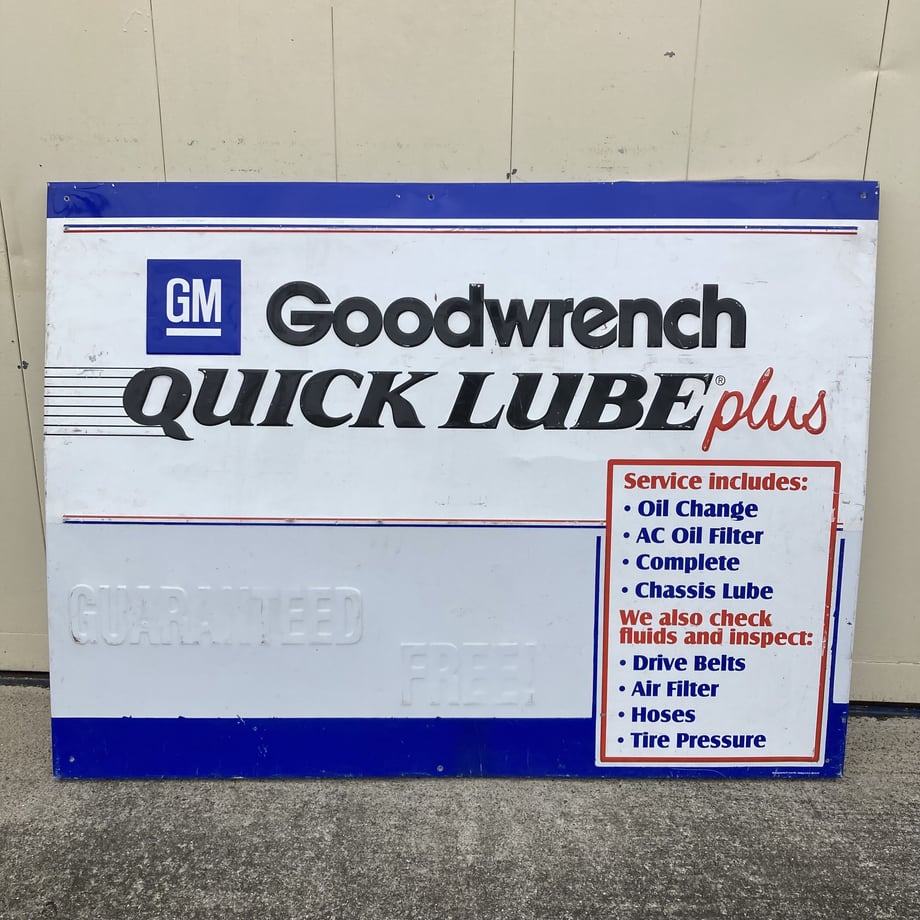 GM
Goodwrench
QUICK LUBE® plus
Service includes:
• Oil Change
• AC Oil Filter
• Complete
• Chassis Lube
We also check
fluids and inspect:
• Drive Belts
• Air Filter
• Hoses
• Tire Pressure
GUARANTEED
FREE!